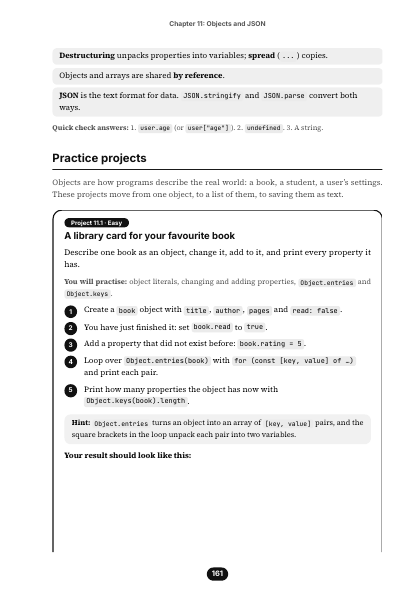 Chapter 11: Objects and JSON
Destructuring unpacks properties into variables; spread ( ... ) copies.
Objects and arrays are shared by reference.
JSON is the text format for data. JSON.stringify and JSON.parse convert both
ways.
Quick check answers: 1. user.age (or user["age"]). 2. undefined. 3. A string.
Practice projects
Objects are how programs describe the real world: a book, a student, a user's settings.
These projects move from one object, to a list of them, to saving them as text.
Project 11.1 · Easy
A library card for your favourite book
Describe one book as an object, change it, add to it, and print every property it
has.
You will practise: object literals, changing and adding properties, Object.entries and
Object.keys.
1 Create a book object with title, author, pages and read: false.
2 You have just finished it: set book.read to true.
3 Add a property that did not exist before: book.rating = 5.
4 Loop over Object.entries(book) with for (const [key, value] of …)
and print each pair.
5 Print how many properties the object has now with
Object.keys(book).length.
Hint: Object.entries turns an object into an array of [key, value] pairs, and the
square brackets in the loop unpack each pair into two variables.
Your result should look like this:
161